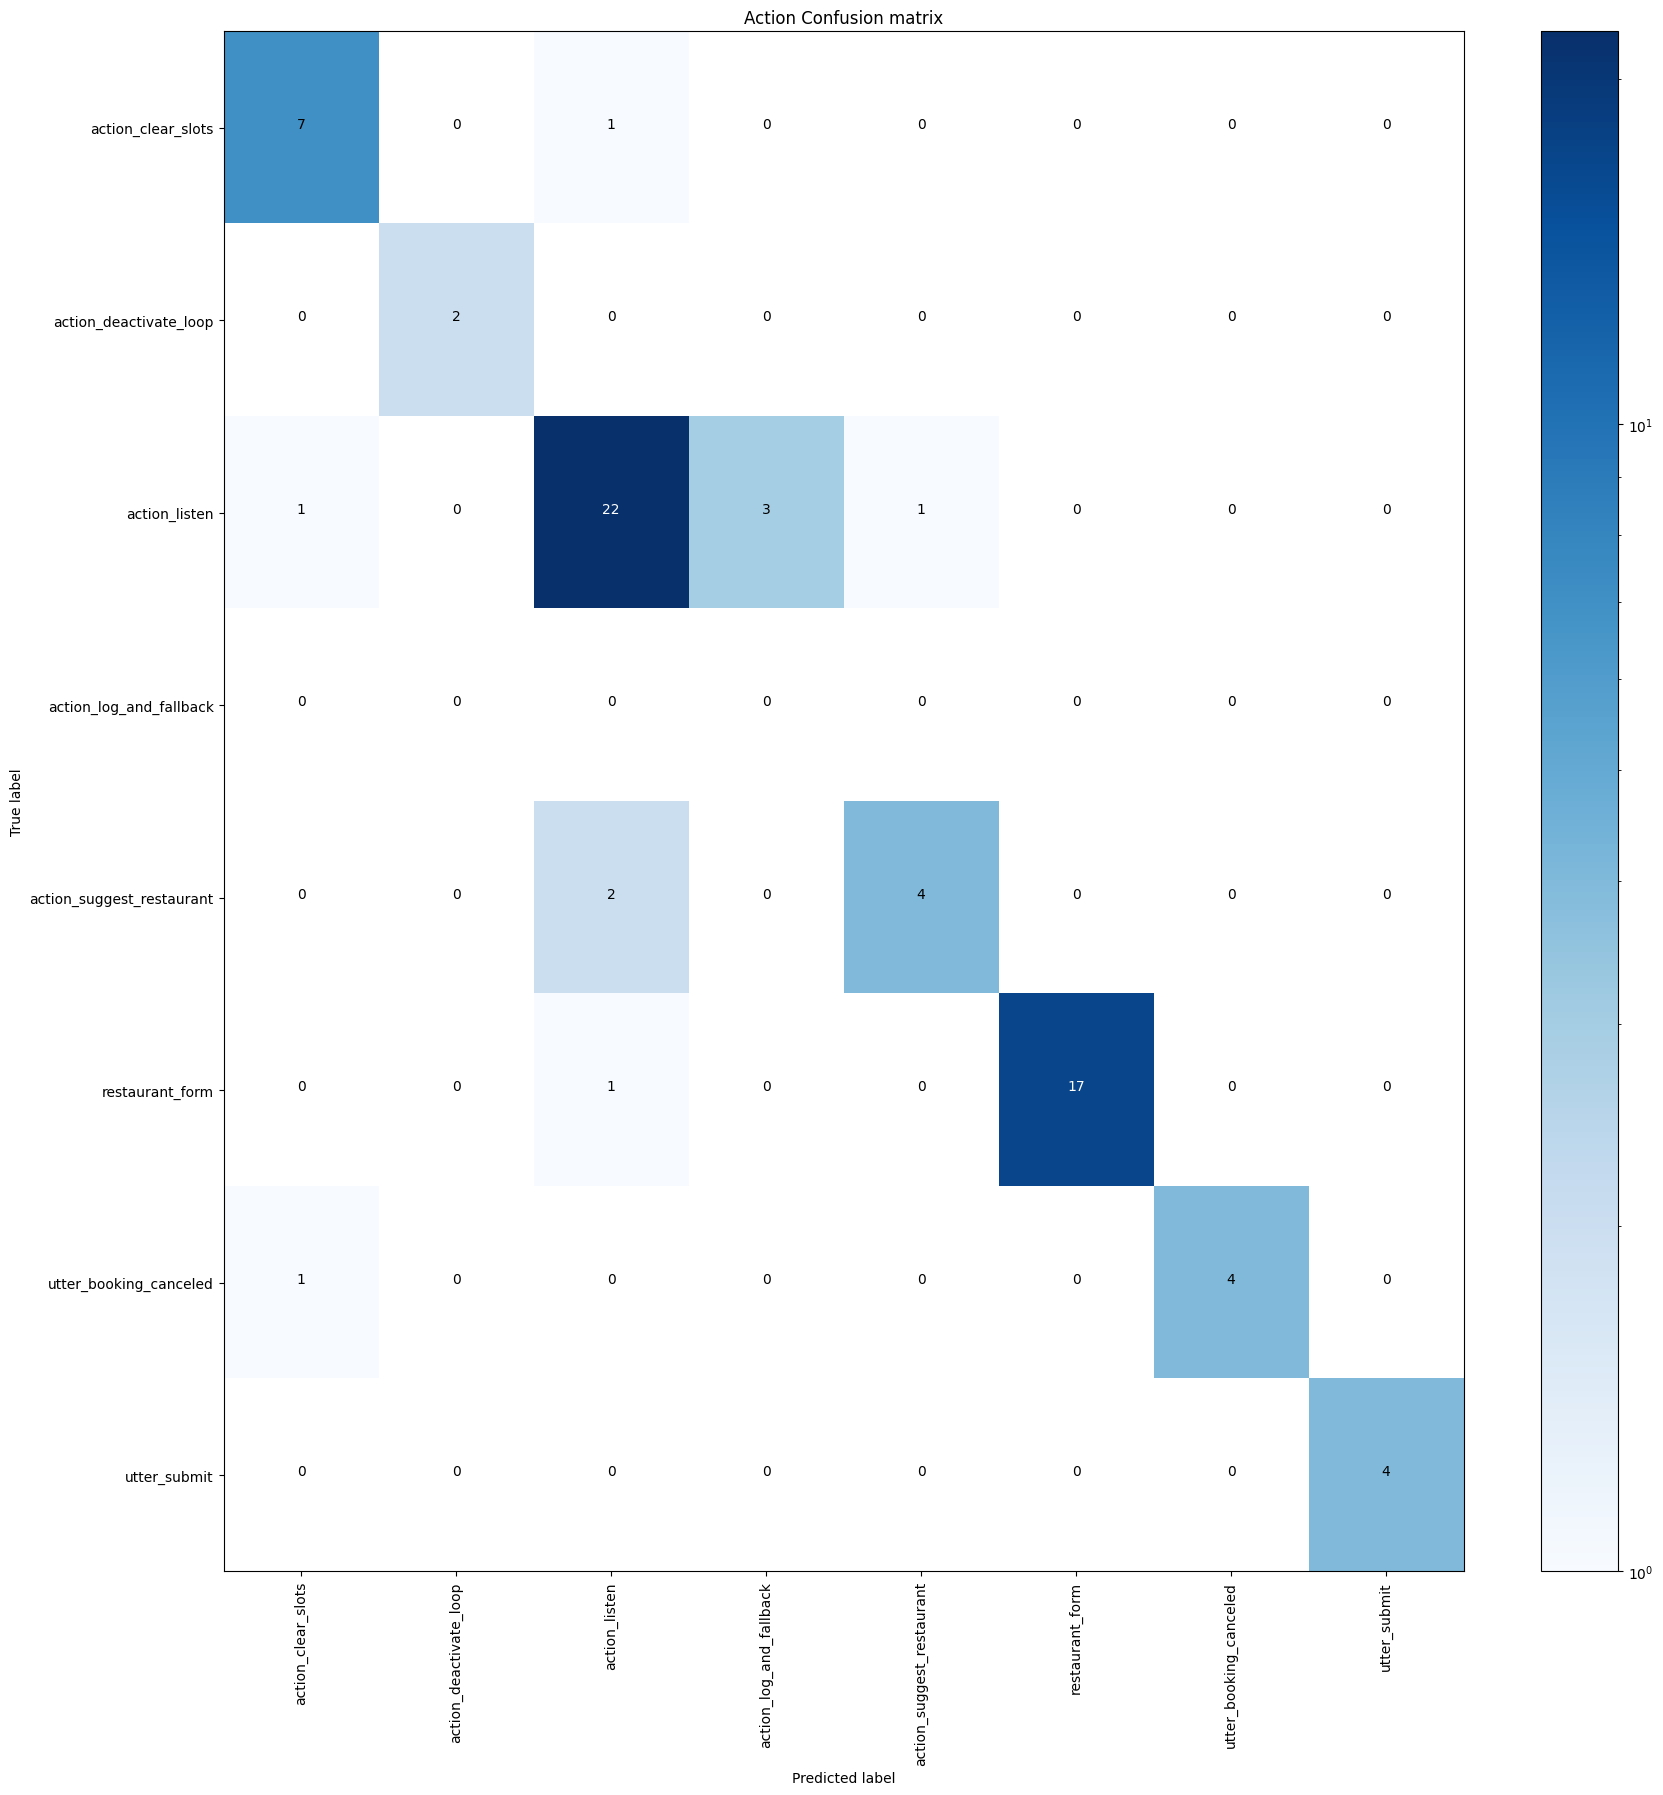 Action Confusion matrix
action_clear_slots 7 0 1 0 0 0 0 0
action_deactivate_loop 0 2 0 0 0 0 0 0
action_listen 1 0 22 3 1 0 0 0
action_log_and_fallback 0 0 0 0 0 0 0 0
action_suggest_restaurant 0 0 2 0 4 0 0 0
restaurant_form 0 0 1 0 0 17 0 0
utter_booking_canceled 1 0 0 0 0 0 4 0
utter_submit 0 0 0 0 0 0 0 4
True label
action_clear_slots
action_deactivate_loop
action_listen
action_log_and_fallback
action_suggest_restaurant
restaurant_form
utter_booking_canceled
utter_submit
Predicted label
10¹
10⁰